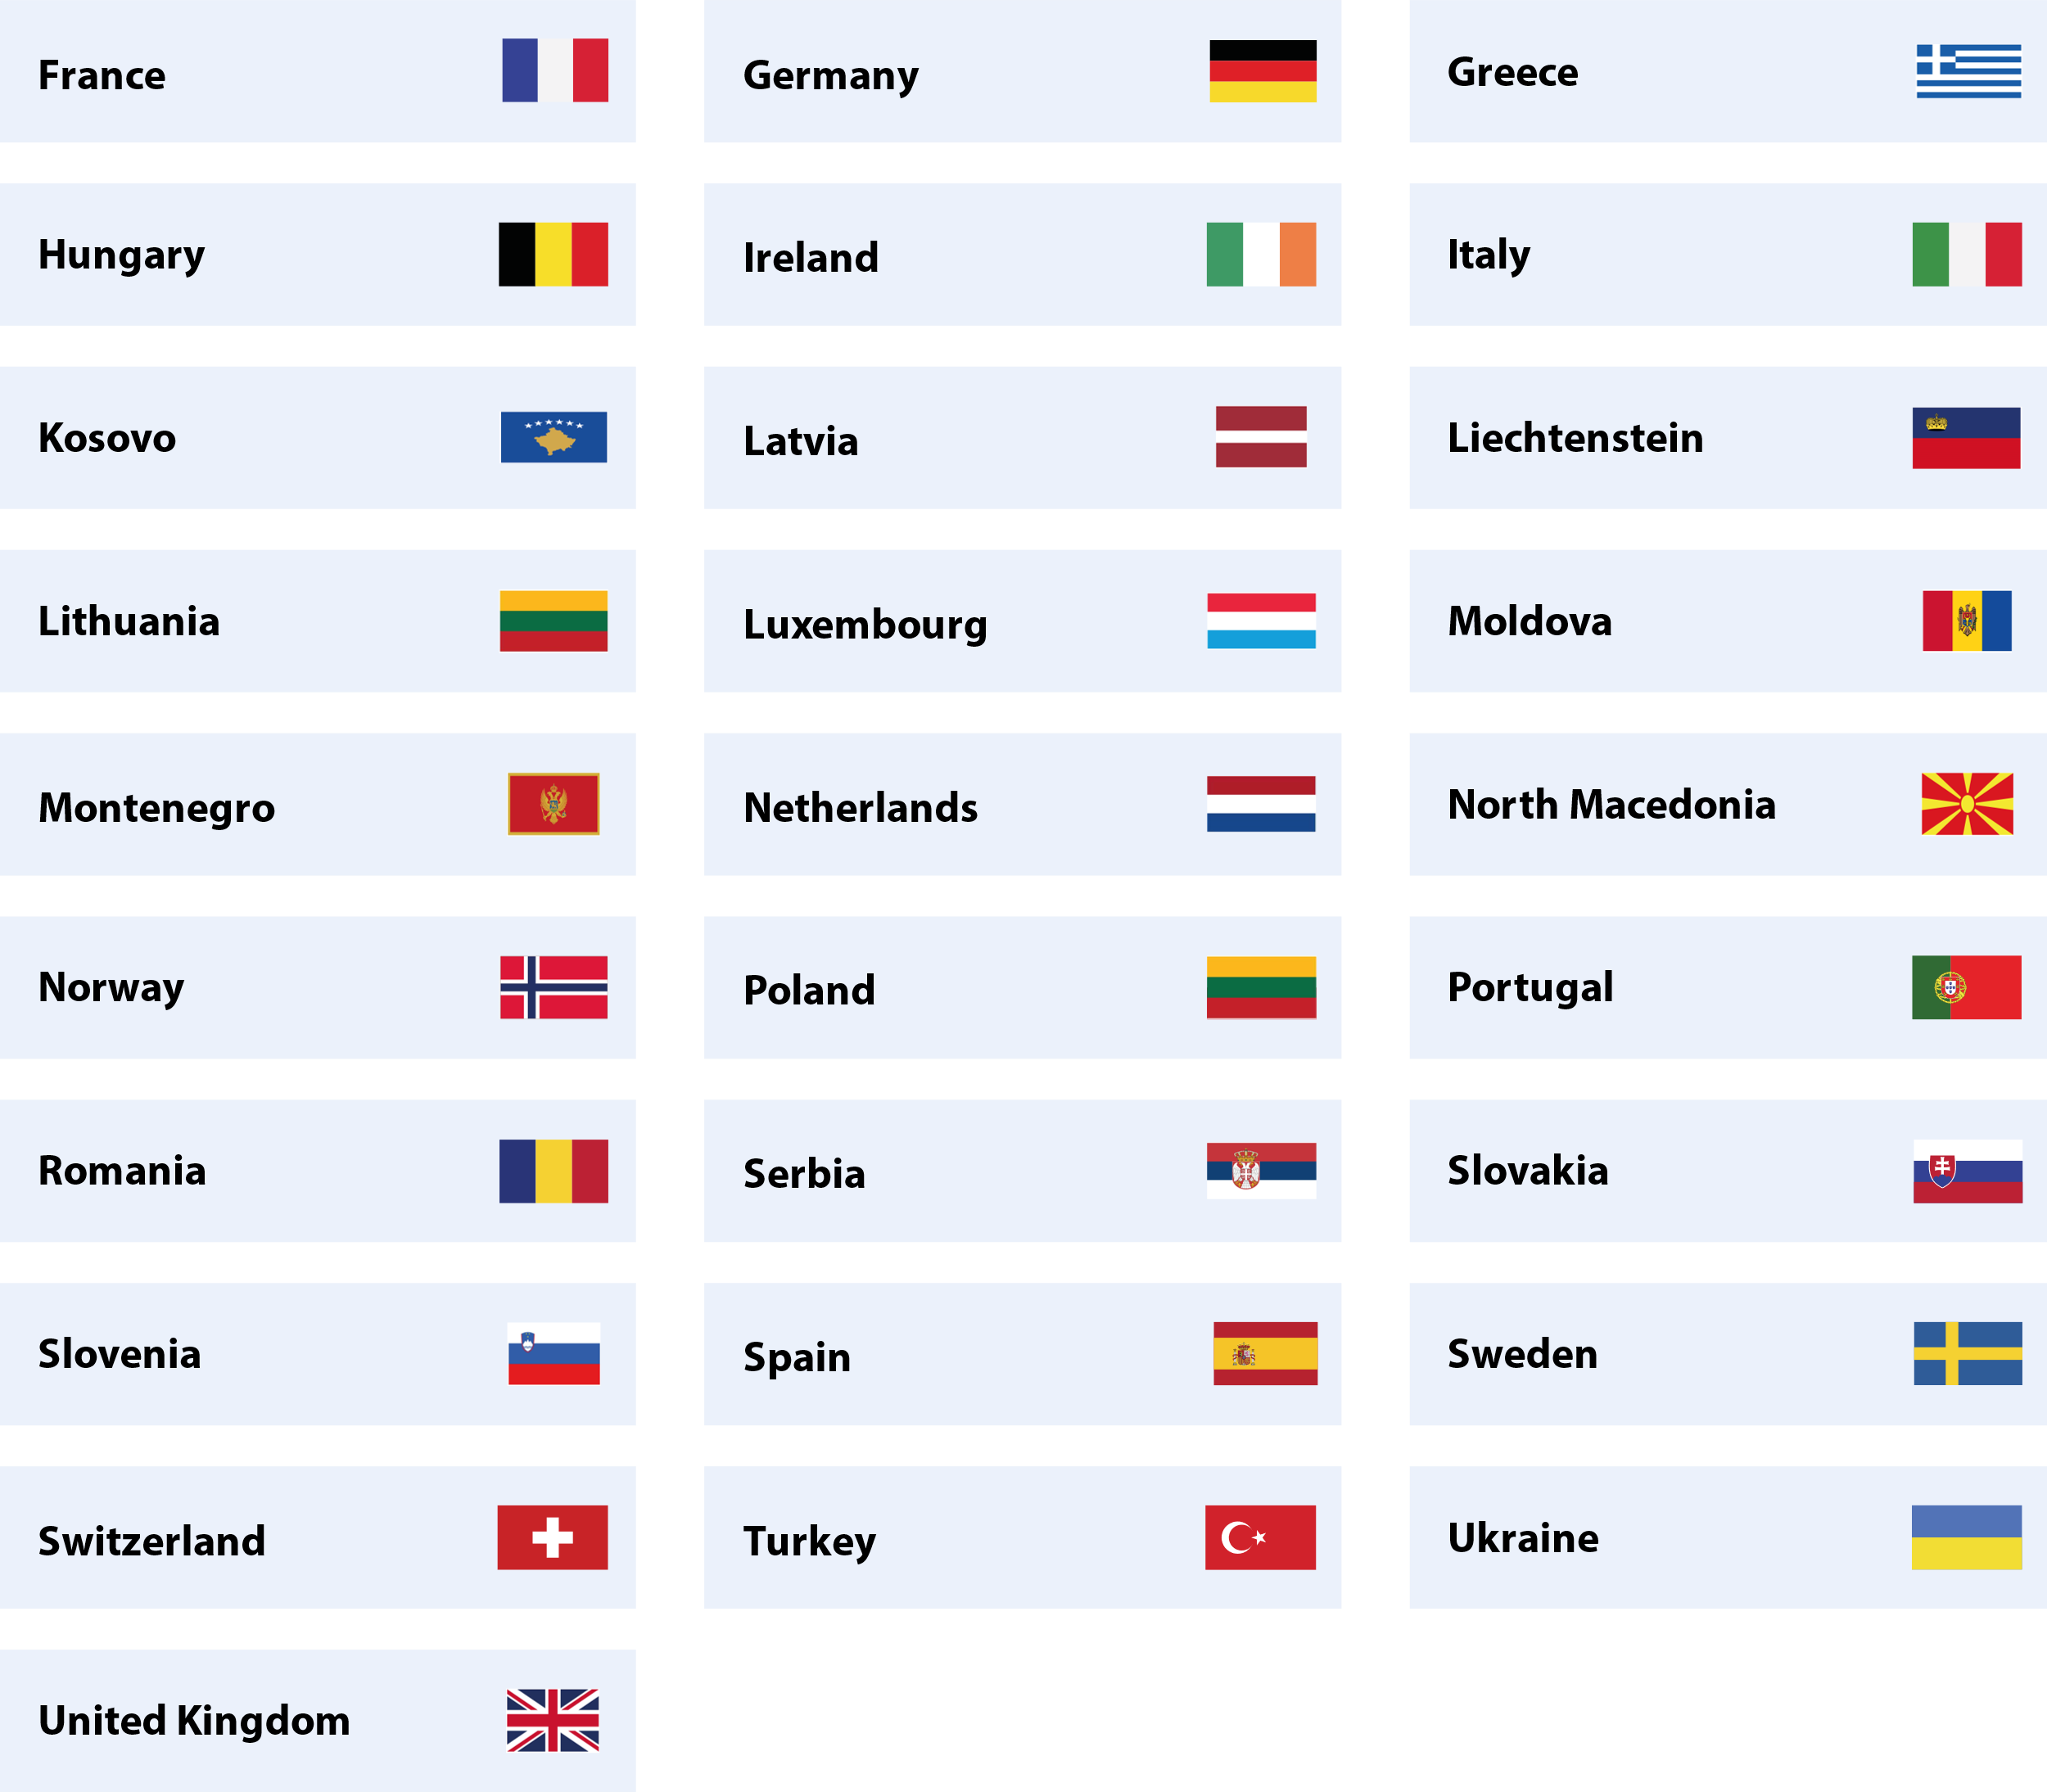 France
Germany
Greece
Hungary
Ireland
Italy
Kosovo
Latvia
Liechtenstein
Lithuania
Luxembourg
Moldova
Montenegro
Netherlands
North Macedonia
Norway
Poland
Portugal
Romania
Serbia
Slovakia
Slovenia
Spain
Sweden
Switzerland
Turkey
Ukraine
United Kingdom